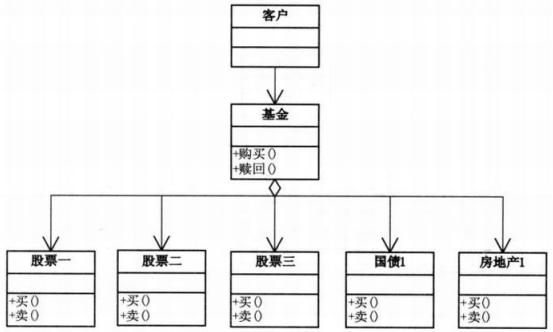 客户
基金
+购买()
+赎回()
股票一
股票二
股票三
国债1
房地产1
+买()
+买()
+买()
+买()
+买()
+卖()
+卖()
+卖()
+卖()
+卖()